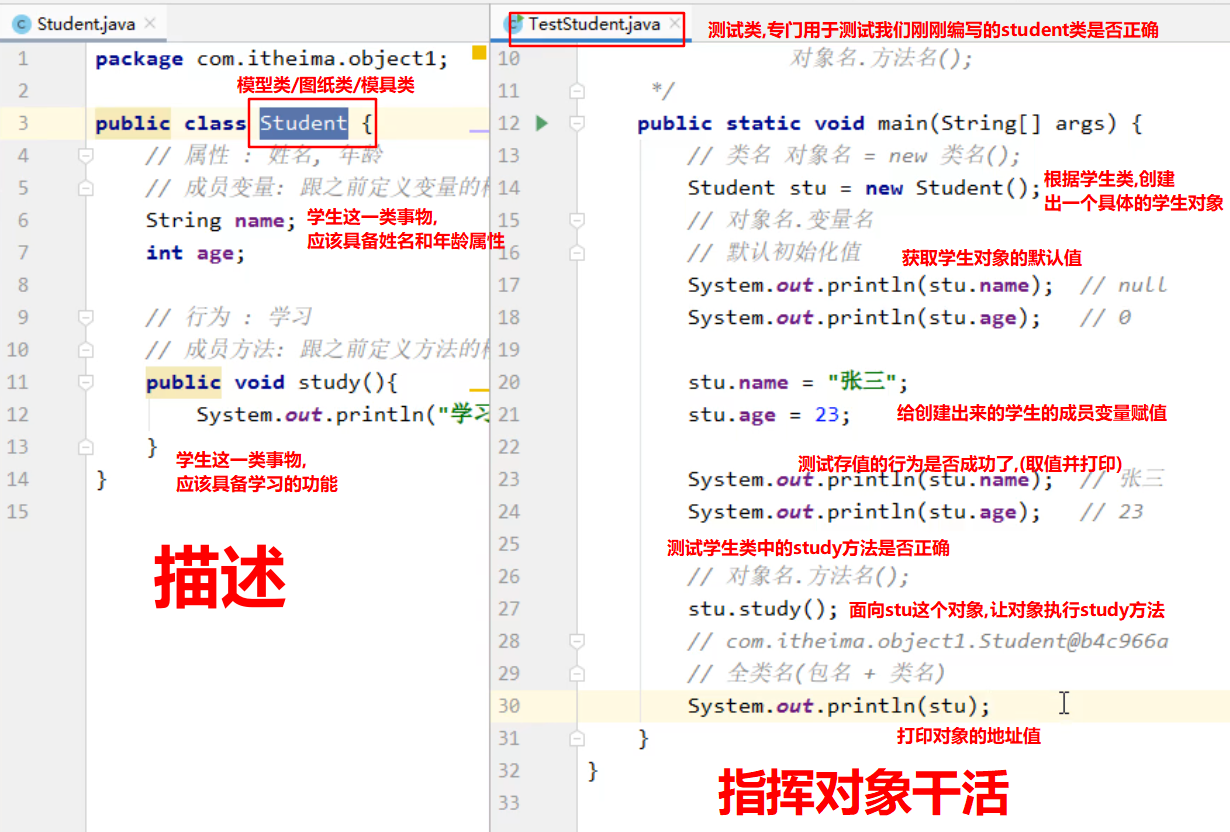 Student.java
1 package com.itheima.object1;
2 模型类/图纸类/模具类
3 public class Student {
4 // 属性 : 姓名, 年龄
5 // 成员变量: 跟之前定义变量的
6 String name; 学生这一类事物,
应该具备姓名和年龄属性
7 int age;
8
9 // 行为 : 学习
10 // 成员方法: 跟之前定义方法的
11 public void study(){
12 System.out.println("学习
13 }
学生这一类事物,
应该具备学习的功能
14 }
15
描述
TestStudent.java
测试类,专门用于测试我们刚刚编写的student类是否正确
10 对象名.方法名();
11 */
12 public static void main(String[] args) {
13 // 类名 对象名 = new 类名();
14 Student stu = new Student(); 根据学生类,创建
出一个具体的学生对象
15 // 对象名.变量名
16 // 默认初始化值
获取学生对象的默认值
17 System.out.println(stu.name); // null
18 System.out.println(stu.age); // 0
19
20 stu.name = "张三";
21 stu.age = 23; 给创建出来的学生的成员变量赋值
22
测试存值的行为是否成功了,(取值并打印)
23 System.out.println(stu.name); // 张三
24 System.out.println(stu.age); // 23
25
测试学生类中的study方法是否正确
26 // 对象名.方法名();
27 stu.study(); 面向stu这个对象,让对象执行study方法
28 // com.itheima.object1.Student@b4c966a
29 // 全类名(包名 + 类名)
30 System.out.println(stu);
31 }
打印对象的地址值
32 }
33
指挥对象干活